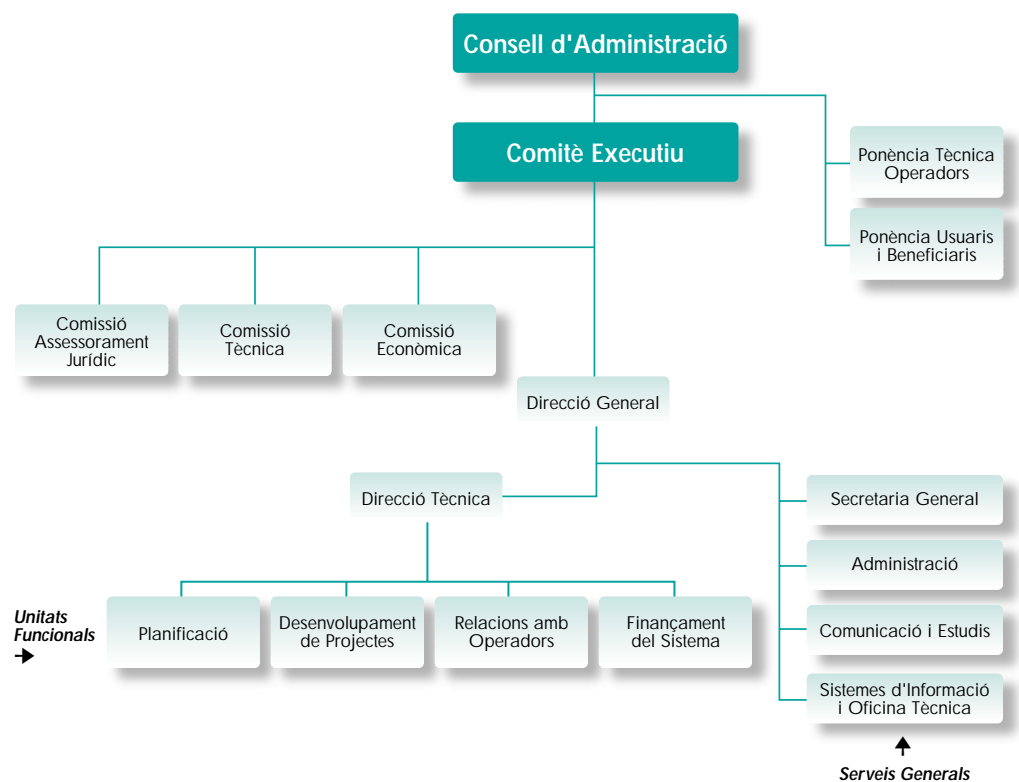 Consell d'Administració
Comitè Executiu
Ponència Tècnica
Operadors
Ponència Usuaris
i Beneficiaris
Comissió
Assessorament
Jurídic
Comissió
Tècnica
Comissió
Econòmica
Direcció General
Direcció Tècnica
Secretaria General
Administració
Comunicació i Estudis
Sistemes d'Informació
i Oficina Tècnica
Unitats
Funcionals
Planificació
Desenvolupament
de Projectes
Relacions amb
Operadors
Finançament
del Sistema
Serveis Generals